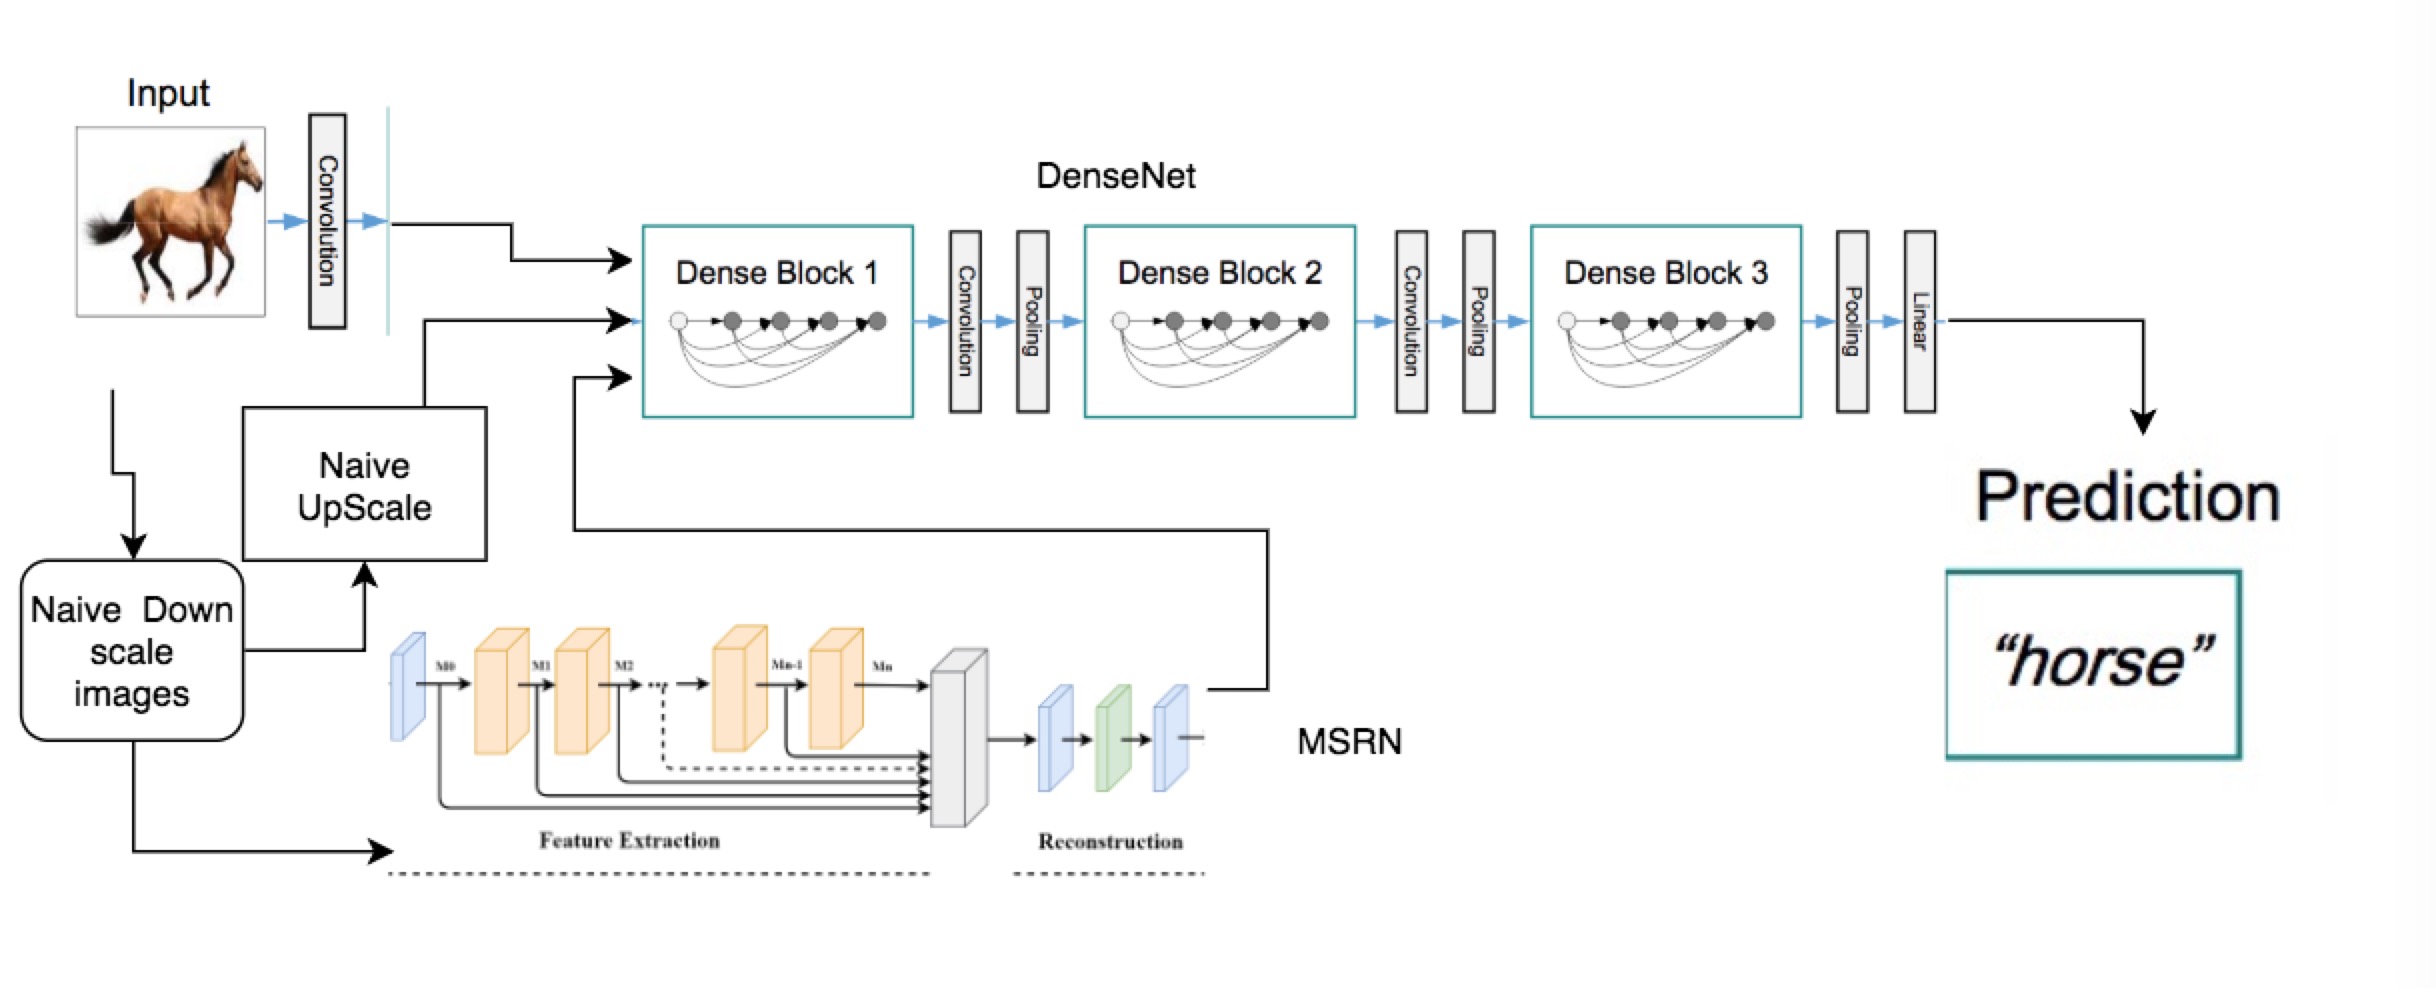 Input
Convolution
DenseNet
Dense Block 1
Convolution
Pooling
Dense Block 2
Convolution
Pooling
Dense Block 3
Pooling
Linear
Naive
UpScale
Prediction
“horse”
Naive Down
scale
images
M0
M1
M2
Mn-1
Mn
MSRN
Feature Extraction
Reconstruction